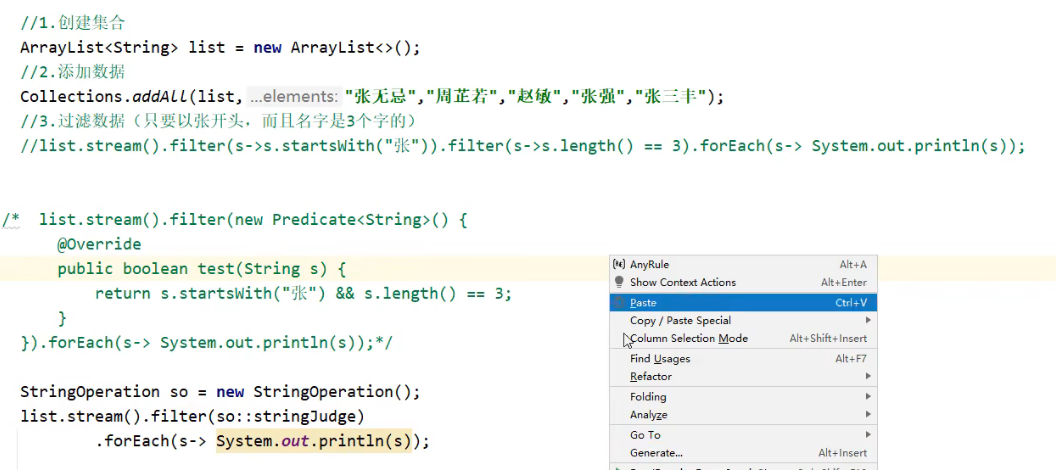 //1.创建集合
ArrayList<String> list = new ArrayList<>();
//2.添加数据
Collections.addAll(list, ...elements: "张无忌","周芷若","赵敏","张强","张三丰");
//3.过滤数据（只要以张开头，而且名字是3个字的）
//list.stream().filter(s->s.startsWith("张")).filter(s->s.length() == 3).forEach(s-> System.out.println(s));
/* list.stream().filter(new Predicate<String>() {
@Override
public boolean test(String s) {
return s.startsWith("张") && s.length() == 3;
}
}).forEach(s-> System.out.println(s));*/
StringOperation so = new StringOperation();
list.stream().filter(so::stringJudge)
.forEach(s-> System.out.println(s));
AnyRule Alt+A
Show Context Actions Alt+Enter
Paste Ctrl+V
Copy / Paste Special
Column Selection Mode Alt+Shift+Insert
Find Usages Alt+F7
Refactor
Folding
Analyze
Go To
Generate... Alt+Insert